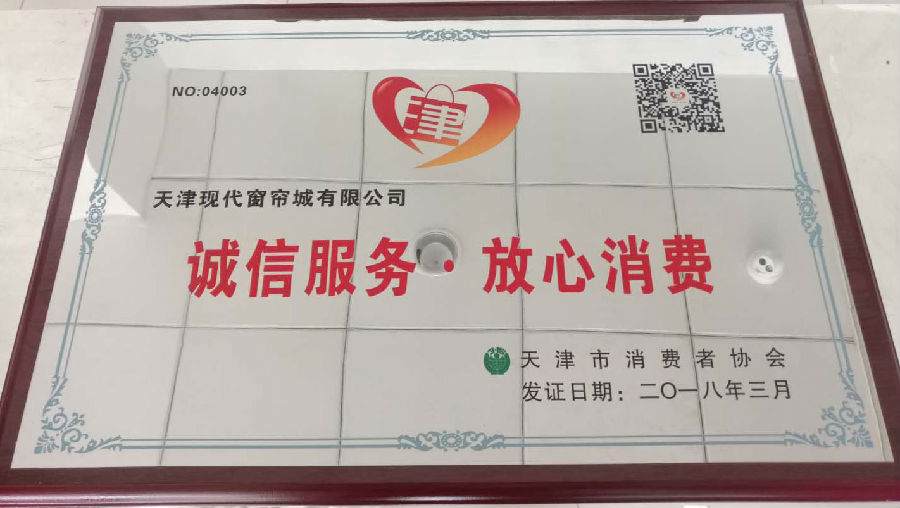 NO:04003
天津
天津现代窗帘城有限公司
诚信服务·放心消费
天津市消费者协会
发证日期：二〇一八年三月